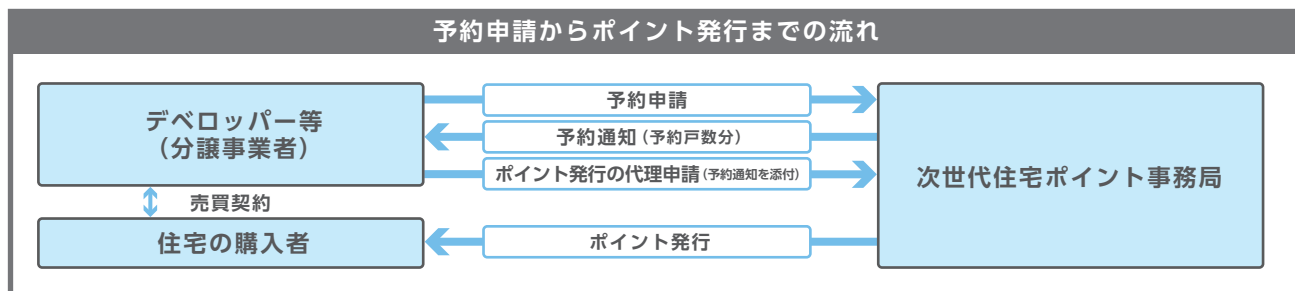 予約申請からポイント発行までの流れ
デベロッパー等
（分譲事業者）
予約申請
予約通知（予約戸数分）
ポイント発行の代理申請（予約通知を添付）
次世代住宅ポイント事務局
売買契約
住宅の購入者
ポイント発行